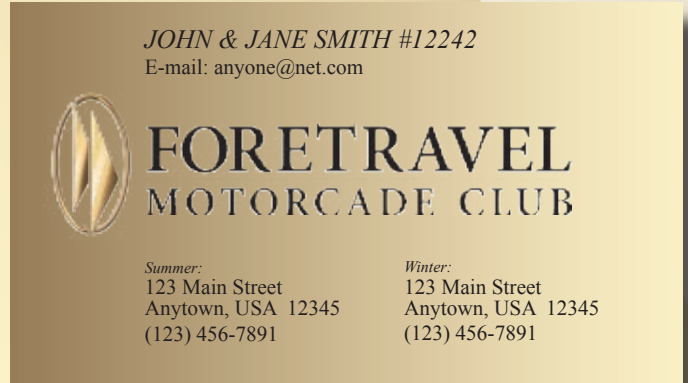 JOHN & JANE SMITH #12242
E-mail: anyone@net.com
FORETRAVEL
MOTORCADE CLUB
Summer:
123 Main Street
Anytown, USA  12345
(123) 456-7891
Winter:
123 Main Street
Anytown, USA  12345
(123) 456-7891